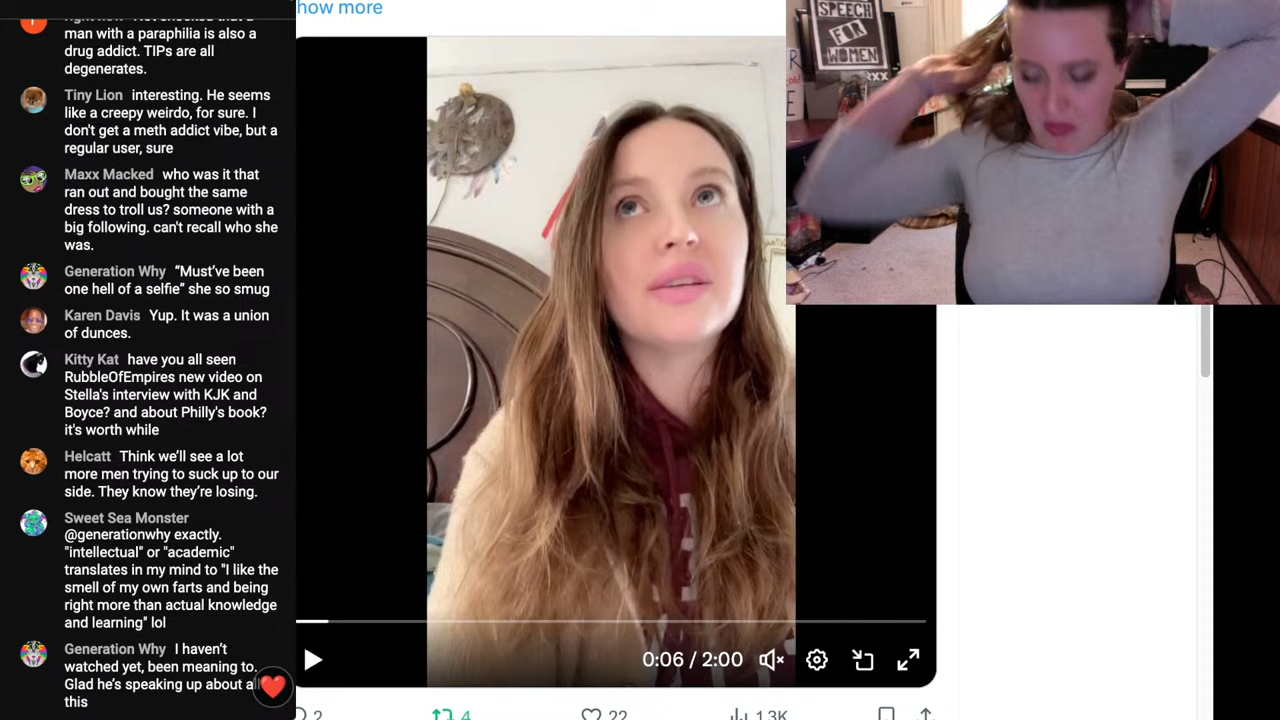 man with a paraphilia is also a
drug addict. TIPs are all
degenerates.
Tiny Lion interesting. He seems
like a creepy weirdo, for sure. I
don't get a meth addict vibe, but a
regular user, sure
Maxx Macked who was it that
ran out and bought the same
dress to troll us? someone with a
big following. can't recall who she
was.
Generation Why “Must’ve been
one hell of a selfie” she so smug
Karen Davis Yup. It was a union
of dunces.
Kitty Kat have you all seen
RubbleOfEmpires new video on
Stella's interview with KJK and
Boyce? and about Philly's book?
it's worth while
Helcatt Think we’ll see a lot
more men trying to suck up to our
side. They know they’re losing.
Sweet Sea Monster
@generationwhy exactly.
"intellectual" or "academic"
translates in my mind to "I like the
smell of my own farts and being
right more than actual knowledge
and learning" lol
Generation Why I haven’t
watched yet, been meaning to.
Glad he’s speaking up about
this
how more
0:06 / 2:00
2
4
22
1.3K
SPEECH
FOR
WOMEN
XX